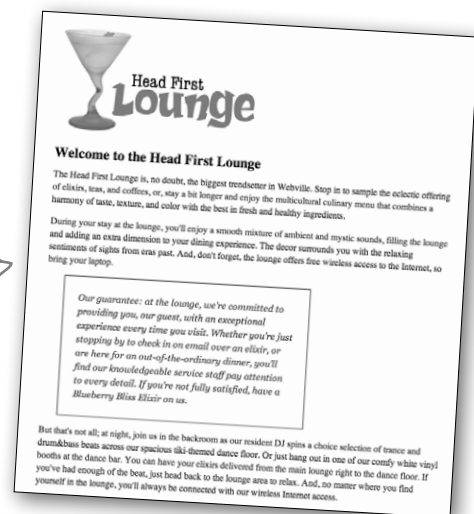 Head First
Lounge
Welcome to the Head First Lounge
The Head First Lounge is, no doubt, the biggest trendsetter in Webville. Stop in to sample the eclectic offering
of elixirs, teas, and coffees, or, stay a bit longer and enjoy the multicultural culinary menu that combines a
harmony of taste, texture, and color with the best in fresh and healthy ingredients.
During your stay at the lounge, you'll enjoy a smooth mixture of ambient and mystic sounds, filling the lounge
and adding an extra dimension to your dining experience. The decor surrounds you with the relaxing
sentiments of sights from eras past. And, don't forget, the lounge offers free wireless access to the Internet, so
bring your laptop.
Our guarantee: at the lounge, we're committed to
providing you, our guest, with an exceptional
experience every time you visit. Whether you're just
stopping by to check in on email over an elixir, or
are here for an out-of-the-ordinary dinner, you'll
find our knowledgeable service staff pay attention
to every detail. If you're not fully satisfied, have a
Blueberry Bliss Elixir on us.
But that's not all; at night, join us in the backroom as our resident DJ spins a choice selection of trance and
drum&bass beats across our spacious tiki-themed dance floor. Or just hang out in one of our comfy white vinyl
booths at the dance bar. You can have your elixirs delivered from the main lounge right to the dance floor. If
you've had enough of the beat, just head back to the lounge area to relax. And, no matter where you find
yourself in the lounge, you'll always be connected with our wireless Internet access.